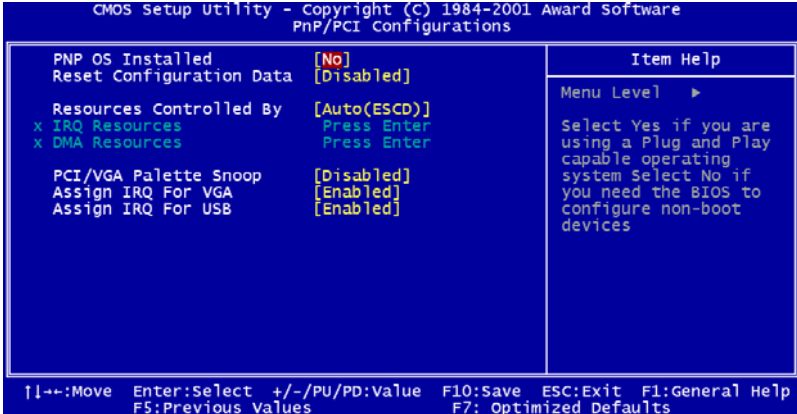 CMOS Setup Utility - Copyright (C) 1984-2001 Award Software
PnP/PCI Configurations
PNP OS Installed [No]
Reset Configuration Data [Disabled]
Resources Controlled By [Auto(ESCD)]
x IRQ Resources Press Enter
x DMA Resources Press Enter
PCI/VGA Palette Snoop [Disabled]
Assign IRQ For VGA [Enabled]
Assign IRQ For USB [Enabled]
Item Help
Menu Level ►
Select Yes if you are
using a Plug and Play
capable operating
system Select No if
you need the BIOS to
configure non-boot
devices
↑↓→←:Move Enter:Select +/-/PU/PD:Value F10:Save ESC:Exit F1:General Help
F5:Previous Values F7: Optimized Defaults